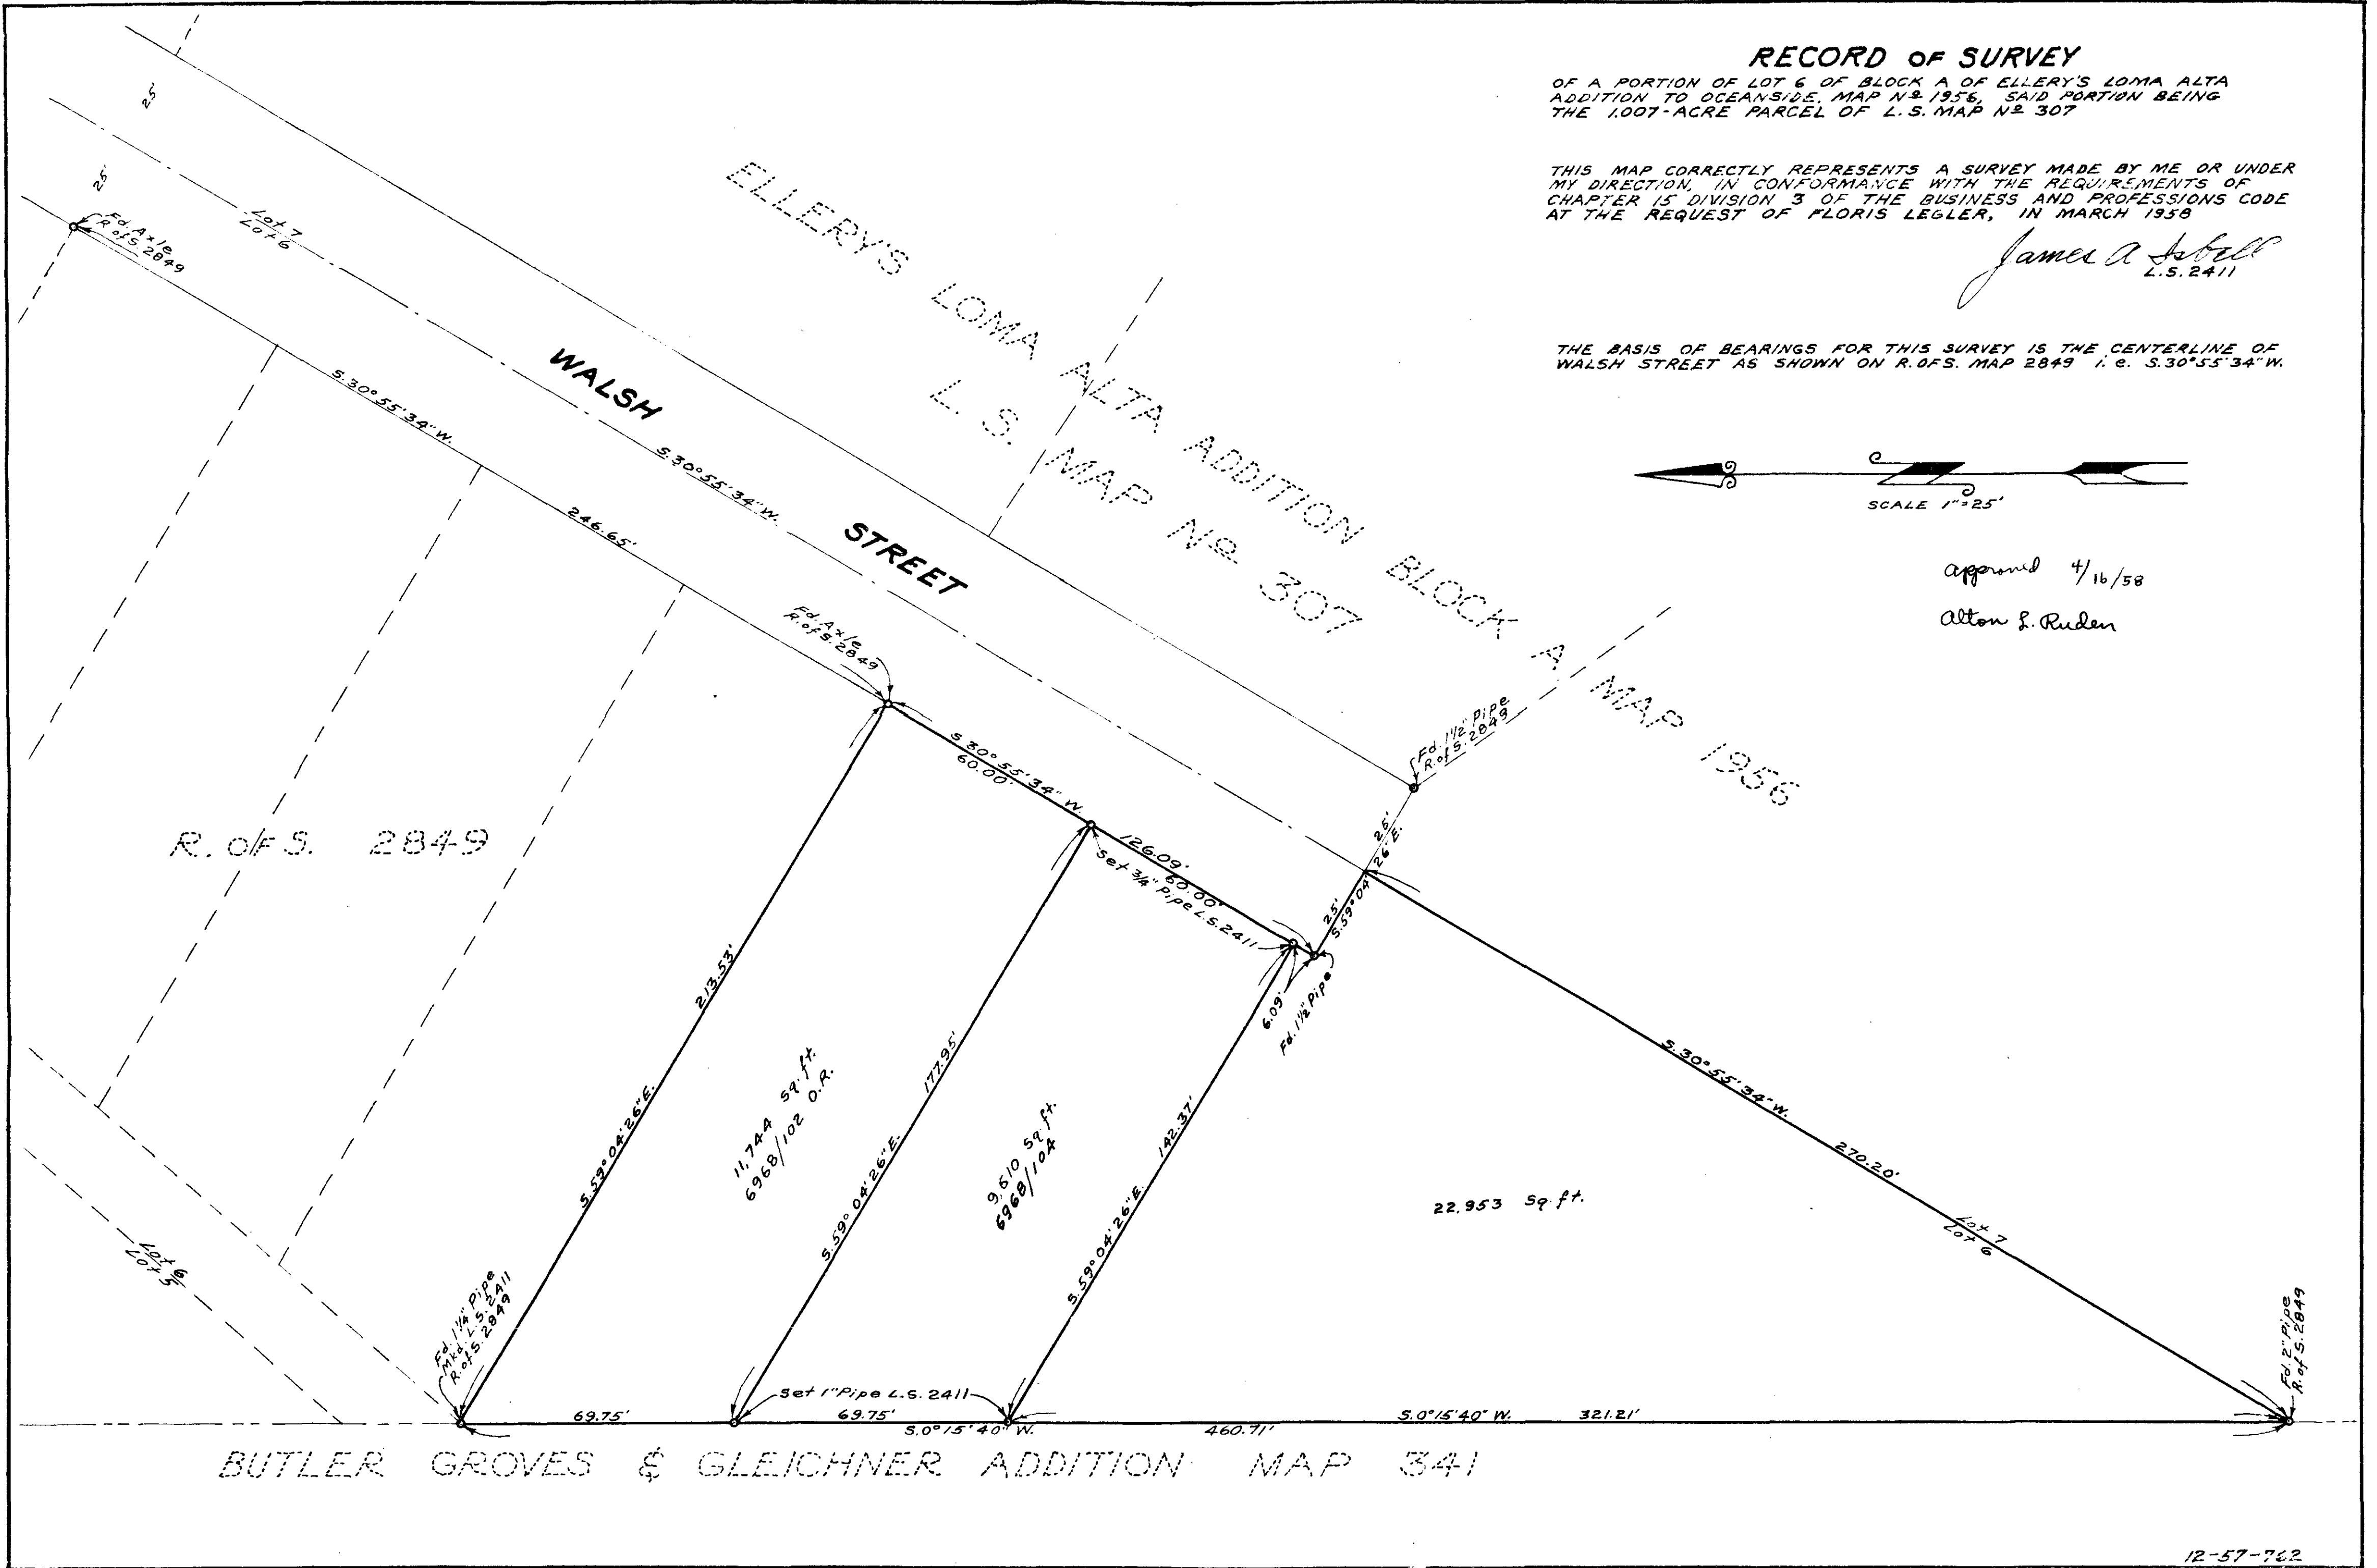 RECORD OF SURVEY
OF A PORTION OF LOT 6 OF BLOCK A OF ELLERY'S LOMA ALTA
ADDITION TO OCEANSIDE, MAP Nº 1956, SAID PORTION BEING
THE 1.007-ACRE PARCEL OF L.S. MAP Nº 307
THIS MAP CORRECTLY REPRESENTS A SURVEY MADE BY ME OR UNDER
MY DIRECTION, IN CONFORMANCE WITH THE REQUIREMENTS OF
CHAPTER 15 DIVISION 3 OF THE BUSINESS AND PROFESSIONS CODE
AT THE REQUEST OF FLORIS LEGLER, IN MARCH 1958
James A Isbell
L.S. 2411
THE BASIS OF BEARINGS FOR THIS SURVEY IS THE CENTERLINE OF
WALSH STREET AS SHOWN ON R. OF S. MAP 2849 i.e. S.30°55'34"W.
SCALE 1"=25'
approved 4/16/58
Alton L. Ruden
25'
25'
Fd. Axle
R. of S. 2849
Lot 7
Lot 6
ELLERY'S LOMA ALTA ADDITION BLOCK A MAP 1956
L. S. MAP Nº 307
WALSH STREET
S.30°55'34"W.
S.30°55'34"W.
246.65'
Fd. Axle
R. of S. 2849
S.30°55'34"W.
60.00'
126.09'
60.00'
Set 3/4" Pipe L.S. 2411
Fd. 1 1/2" Pipe
R. of S. 2849
25'
25'
S.59°04'26"E.
6.09'
Fd. 1 1/2" Pipe
R. OF S. 2849
213.53'
S.59°04'26"E.
11,744 Sq. ft.
6968/102 O.R.
177.95'
S.59°04'26"E.
9,610 Sq. ft.
6968/104
142.37'
S.59°04'26"E.
22,953 Sq. ft.
S.30°55'34"W.
270.20'
Lot 7
Lot 6
Lot 6
Lot 5
Fd. 1 1/4" Pipe
Mkd. L.S. 2411
R. of S. 2849
Fd. 2" Pipe
R. of S. 2849
Set 1" Pipe L.S. 2411
69.75'
69.75'
S.0°15'40"W.
460.71'
S.0°15'40"W.
321.21'
BUTLER GROVES & GLEICHNER ADDITION MAP 341
12-57-762